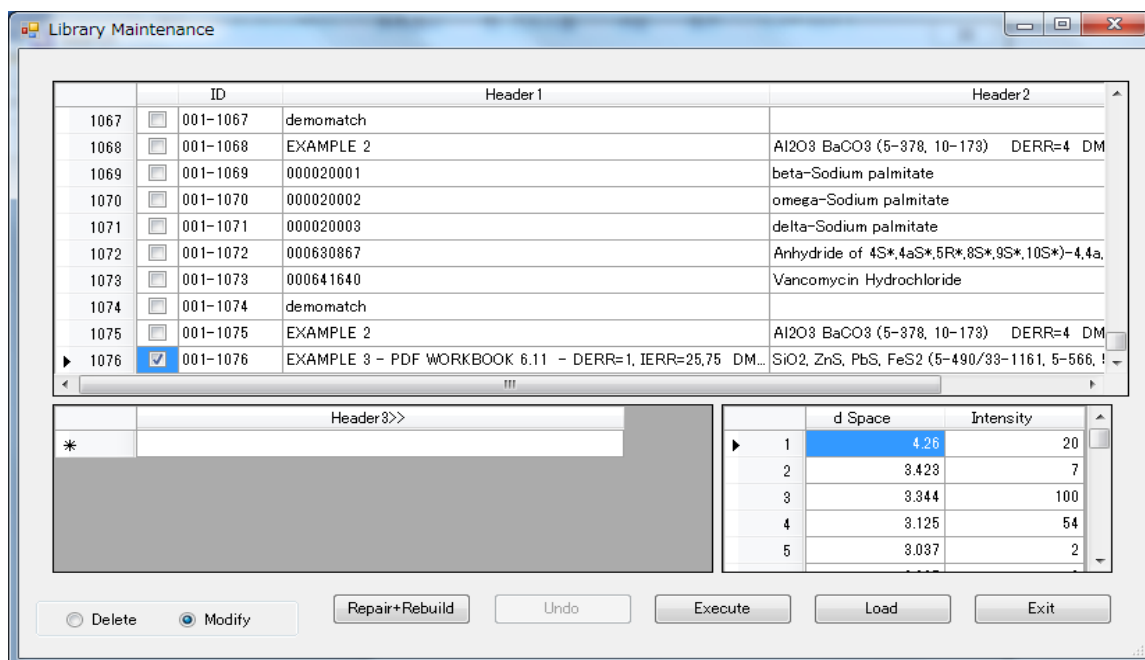 Library Maintenance
ID Header1 Header2
1067 001-1067 demomatch
1068 001-1068 EXAMPLE 2 Al2O3 BaCO3 (5-378, 10-173) DERR=4 DM
1069 001-1069 000020001 beta-Sodium palmitate
1070 001-1070 000020002 omega-Sodium palmitate
1071 001-1071 000020003 delta-Sodium palmitate
1072 001-1072 000630867 Anhydride of 4S*,4aS*,5R*,8S*,9S*,10S*)-4,4a,
1073 001-1073 000641640 Vancomycin Hydrochloride
1074 001-1074 demomatch
1075 001-1075 EXAMPLE 2 Al2O3 BaCO3 (5-378, 10-173) DERR=4 DM
1076 001-1076 EXAMPLE 3 - PDF WORKBOOK 6.11 - DERR=1, IERR=25,75 DM... SiO2, ZnS, PbS, FeS2 (5-490/33-1161, 5-566,
Header3>>
d Space Intensity
1 4.26 20
2 3.423 7
3 3.344 100
4 3.125 54
5 3.037 2
Delete Modify Repair+Rebuild Undo Execute Load Exit